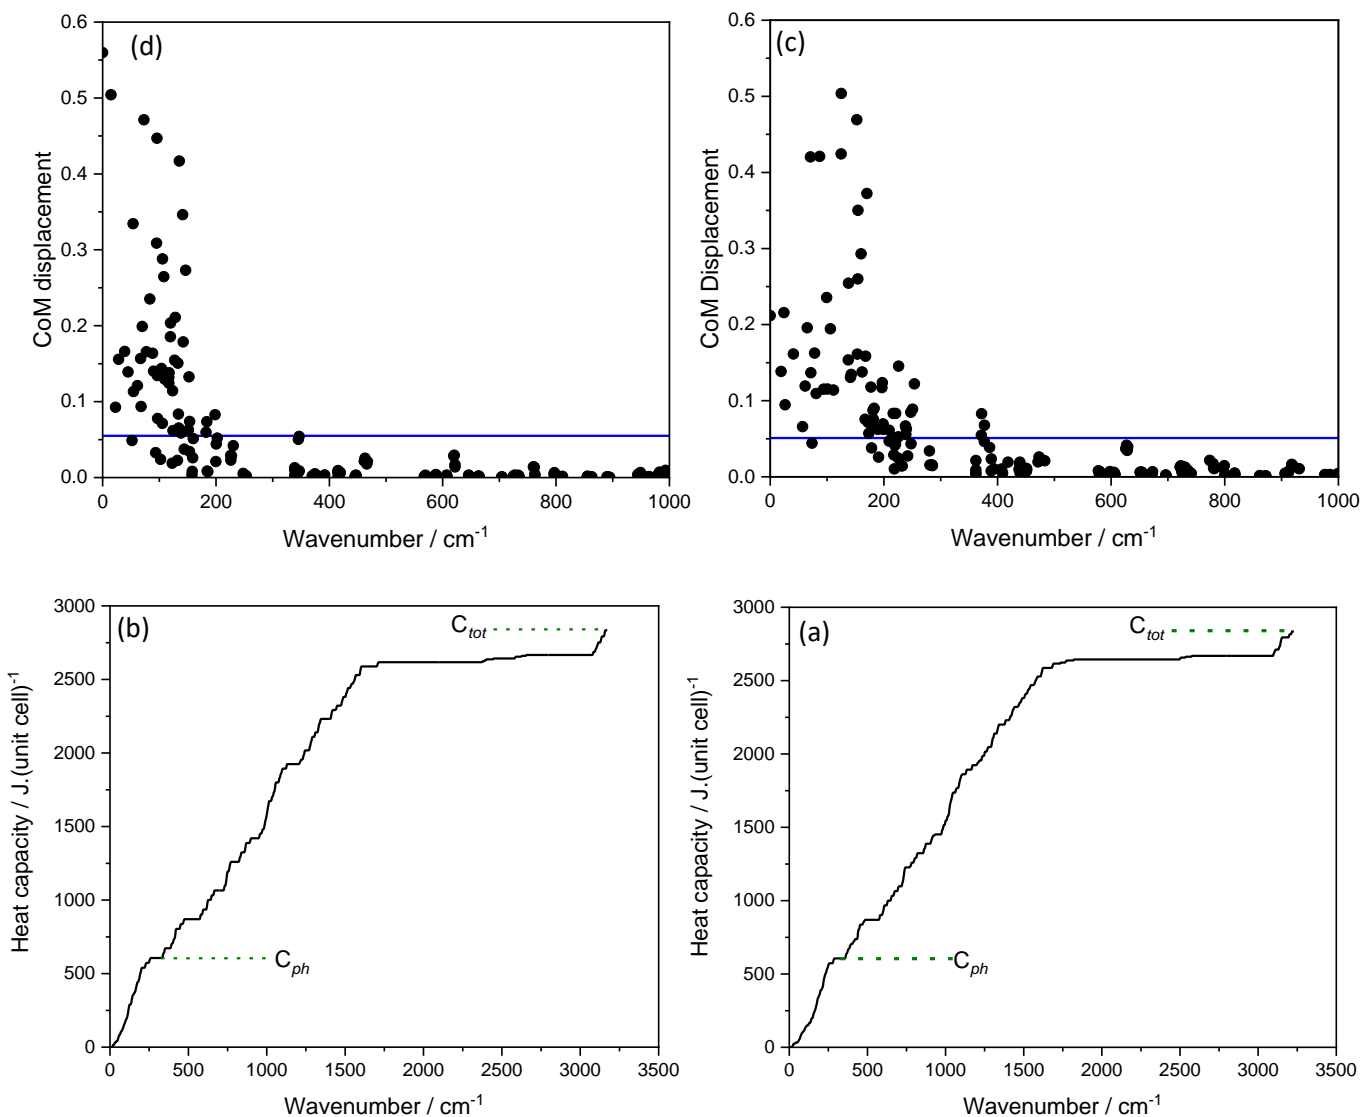 (d)
CoM displacement
0.6
0.5
0.4
0.3
0.2
0.1
0.0
0 200 400 600 800 1000
Wavenumber / cm-1
(c)
CoM Displacement
0.6
0.5
0.4
0.3
0.2
0.1
0.0
0 200 400 600 800 1000
Wavenumber / cm-1
(b)
Heat capacity / J.(unit cell)-1
3000
2500
2000
1500
1000
500
0
Ctot
Cph
0 500 1000 1500 2000 2500 3000 3500
Wavenumber / cm-1
(a)
Heat capacity / J.(unit cell)-1
3000
2500
2000
1500
1000
500
0
Ctot
Cph
0 500 1000 1500 2000 2500 3000 3500
Wavenumber / cm-1